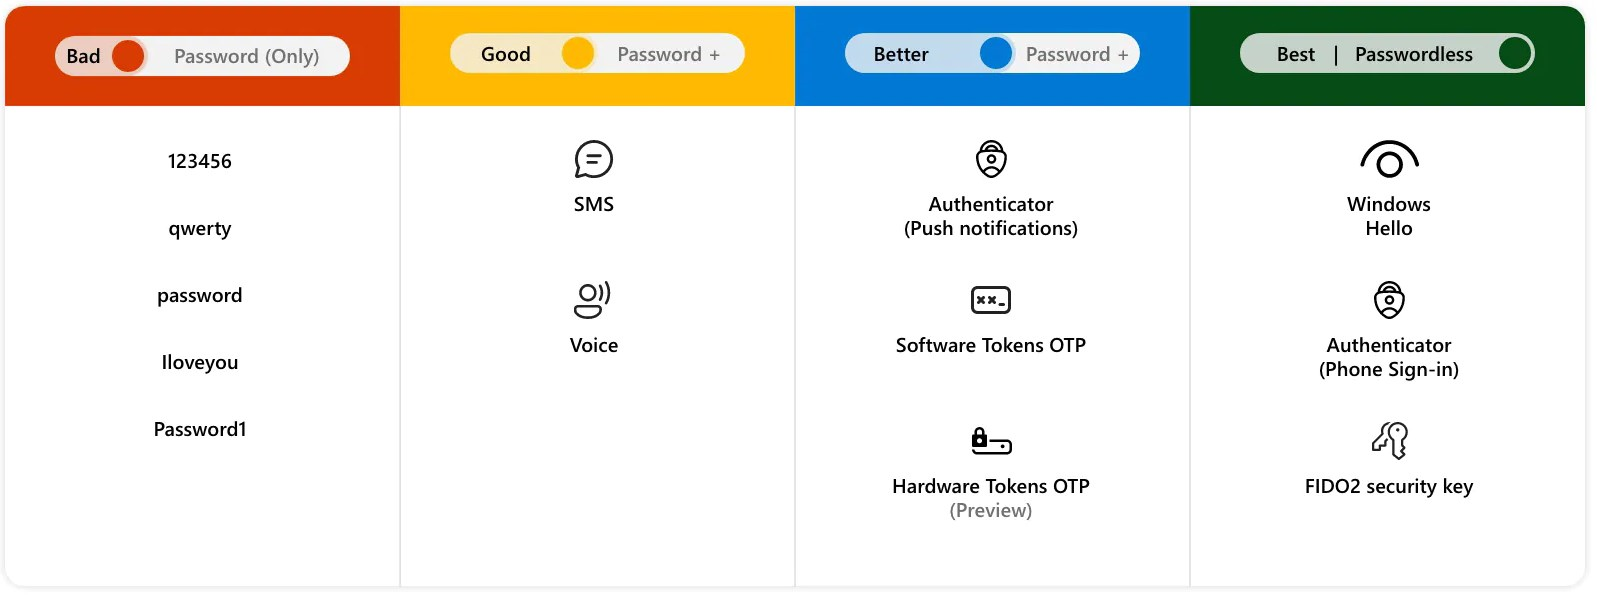 Bad Password (Only)
123456
qwerty
password
Iloveyou
Password1
Good Password +
SMS
Voice
Better Password +
Authenticator
(Push notifications)
Software Tokens OTP
Hardware Tokens OTP
(Preview)
Best | Passwordless
Windows
Hello
Authenticator
(Phone Sign-in)
FIDO2 security key